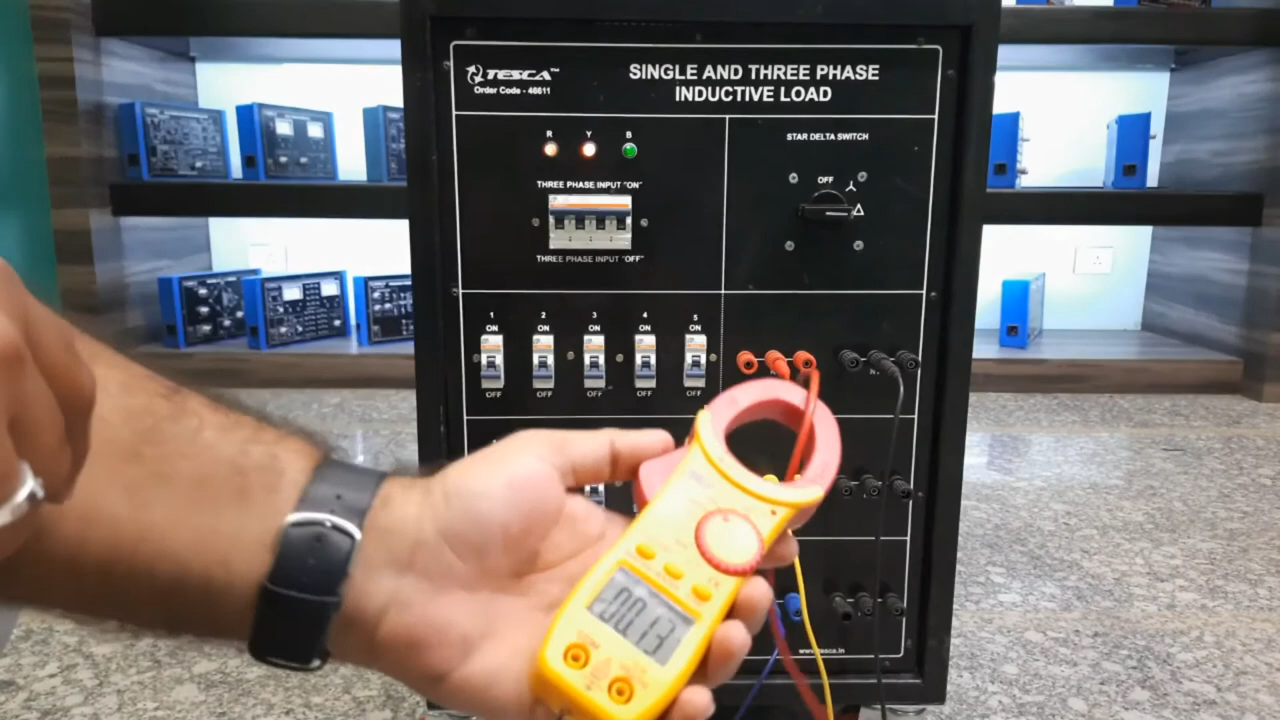 TESCA™
Order Code - 46611
SINGLE AND THREE PHASE
INDUCTIVE LOAD
R Y B
THREE PHASE INPUT "ON"
THREE PHASE INPUT "OFF"
STAR DELTA SWITCH
OFF
1 2 3 4 5
ON ON ON ON ON
OFF OFF OFF OFF OFF
00.13
COM
www.tesca.in